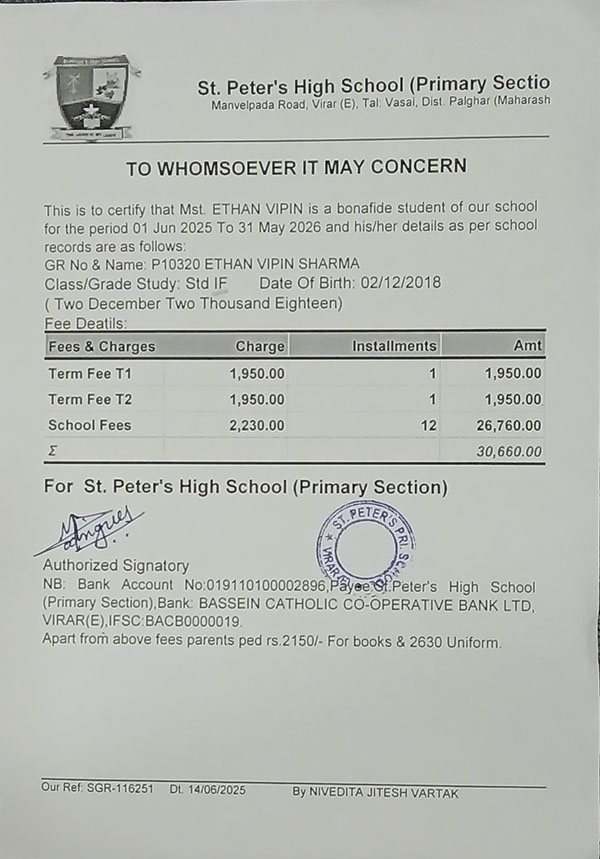 St. Peter's High School (Primary Sectio
Manvelpada Road, Virar (E), Tal: Vasai, Dist. Palghar (Maharash
TO WHOMSOEVER IT MAY CONCERN
This is to certify that Mst. ETHAN VIPIN is a bonafide student of our school
for the period 01 Jun 2025 To 31 May 2026 and his/her details as per school
records are as follows:
GR No & Name: P10320 ETHAN VIPIN SHARMA
Class/Grade Study: Std IF Date Of Birth: 02/12/2018
( Two December Two Thousand Eighteen)
Fee Deatils:
Fees & Charges Charge Installments Amt
Term Fee T1 1,950.00 1 1,950.00
Term Fee T2 1,950.00 1 1,950.00
School Fees 2,230.00 12 26,760.00
Σ 30,660.00
For St. Peter's High School (Primary Section)
ST. PETER'S PRI. SCHOOL
VIRAR
Authorized Signatory
NB: Bank Account No:019110100002896,Payee:St.Peter's High School
(Primary Section),Bank: BASSEIN CATHOLIC CO-OPERATIVE BANK LTD,
VIRAR(E),IFSC:BACB0000019.
Apart from above fees parents ped rs.2150/- For books & 2630 Uniform.
Our Ref: SGR-116251 Dt. 14/06/2025 By NIVEDITA JITESH VARTAK